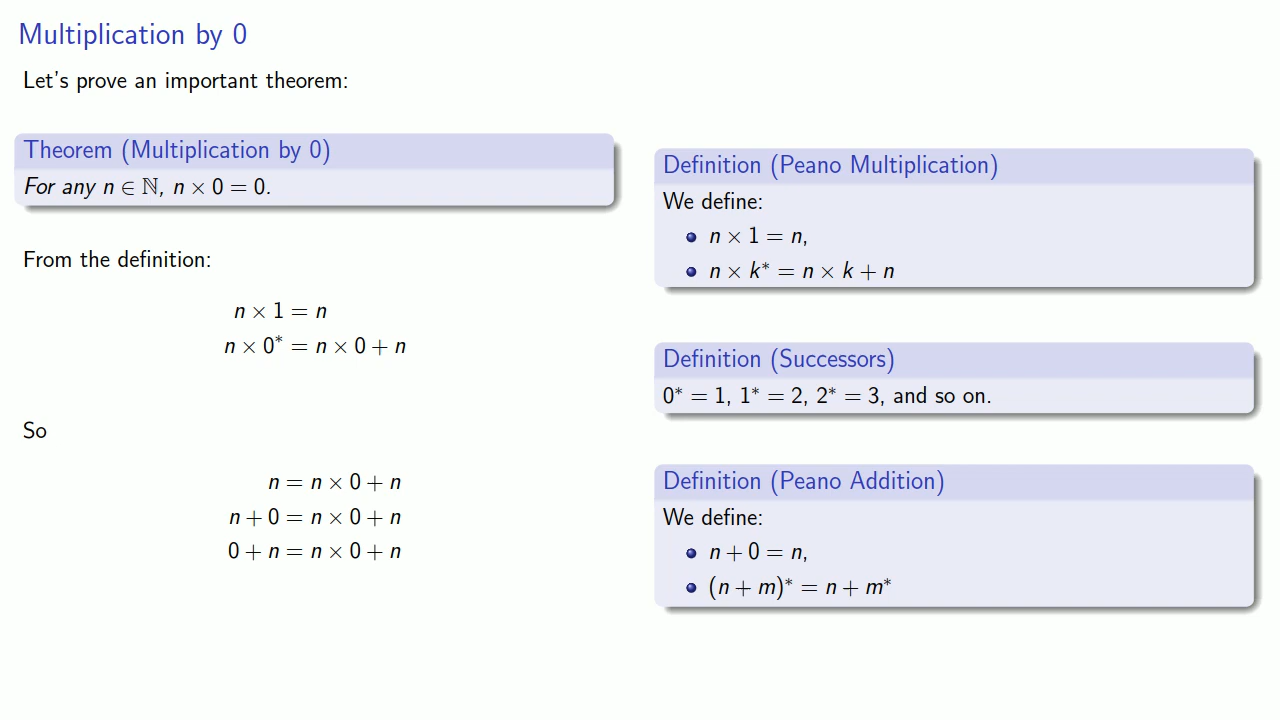 Multiplication by 0
Let's prove an important theorem:
Theorem (Multiplication by 0)
For any n ∈ ℕ, n × 0 = 0.
From the definition:
n × 1 = n
n × 0* = n × 0 + n
So
n = n × 0 + n
n + 0 = n × 0 + n
0 + n = n × 0 + n
Definition (Peano Multiplication)
We define:
n × 1 = n,
n × k* = n × k + n
Definition (Successors)
0* = 1, 1* = 2, 2* = 3, and so on.
Definition (Peano Addition)
We define:
n + 0 = n,
(n + m)* = n + m*